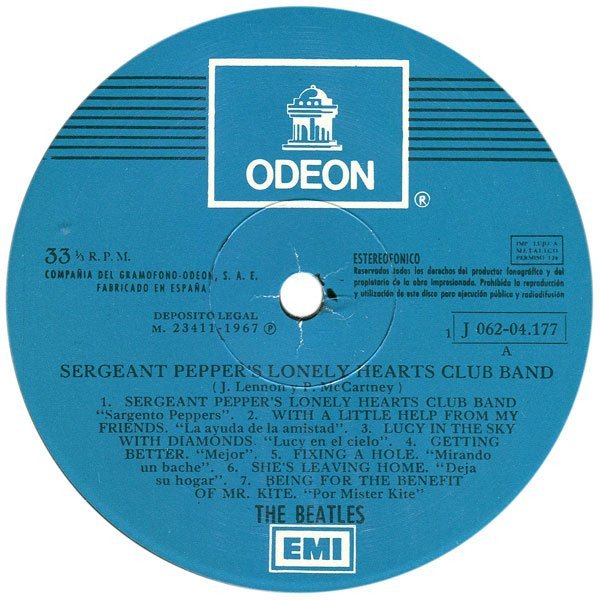 ODEON
®
33 ⅓ R. P. M.
COMPAÑIA DEL GRAMOFONO-ODEON, S. A. E.
FABRICADO EN ESPAÑA
DEPOSITO LEGAL
M. 23411-1967 Ⓟ
ESTEREOFONICO
Reservados todos los derechos del productor fonográfico y del
propietario de la obra impresionada. Prohibida la reproducción
y utilización de este disco para ejecución pública y radiodifusión
IMP LUJO A
METALICO
PERMISO 126
1 J 062-04.177
A
SERGEANT PEPPER'S LONELY HEARTS CLUB BAND
( J. Lennon y P. McCartney )
1. SERGEANT PEPPER'S LONELY HEARTS CLUB BAND
"Sargento Peppers". 2. WITH A LITTLE HELP FROM MY
FRIENDS. "La ayuda de la amistad". 3. LUCY IN THE SKY
WITH DIAMONDS. "Lucy en el cielo". 4. GETTING
BETTER. "Mejor". 5. FIXING A HOLE. "Mirando
un bache". 6. SHE'S LEAVING HOME. "Deja
su hogar". 7. BEING FOR THE BENEFIT
OF MR. KITE. "Por Mister Kite"
THE BEATLES
EMI